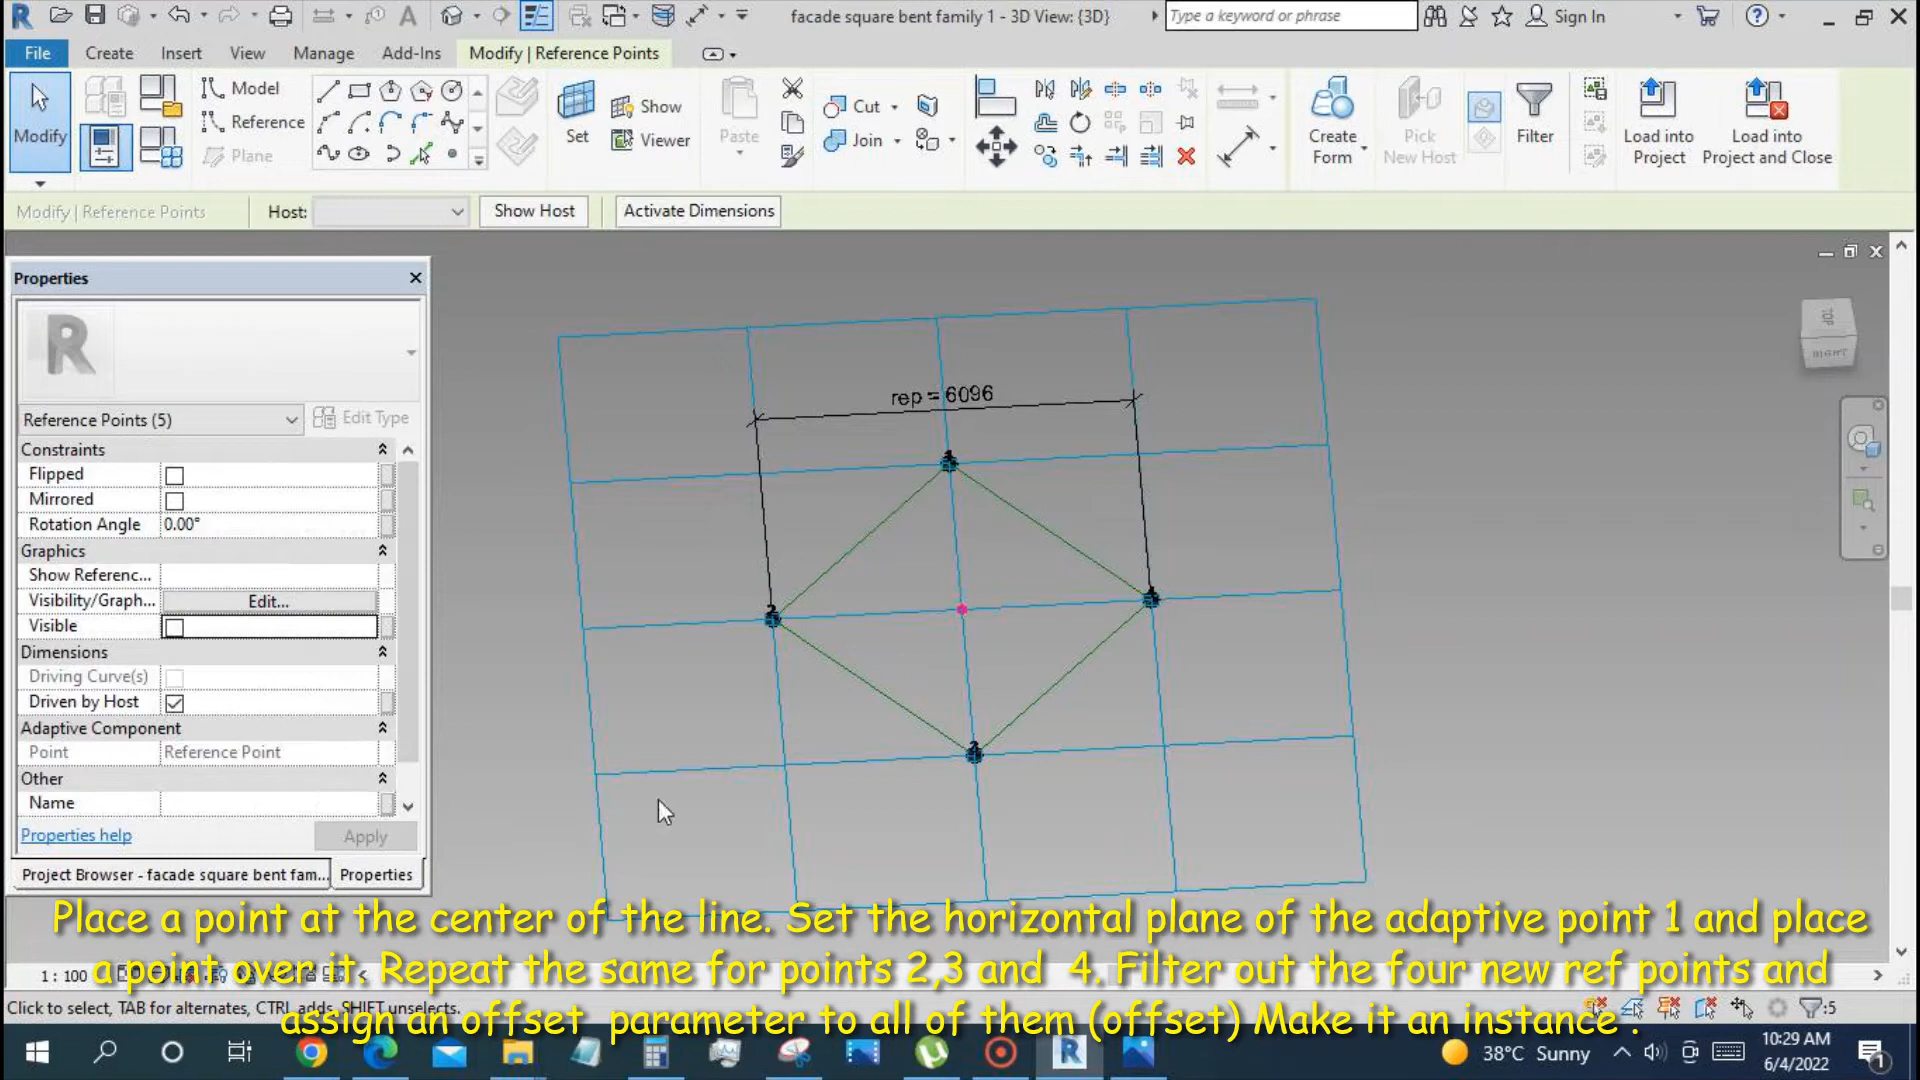 facade square bent family 1 - 3D View: {3D}
Type a keyword or phrase
Sign In
File
Create
Insert
View
Manage
Add-Ins
Modify | Reference Points
Modify
Model
Reference
Plane
Set
Show
Viewer
Paste
Cut
Join
Create Form
Pick New Host
Filter
Load into Project
Load into Project and Close
Modify | Reference Points
Host:
Show Host
Activate Dimensions
Properties
R
Reference Points (5)
Edit Type
Constraints
Flipped
Mirrored
Rotation Angle 0.00°
Graphics
Show Referenc...
Visibility/Graph... Edit...
Visible
Dimensions
Driving Curve(s)
Driven by Host
Adaptive Component
Point Reference Point
Other
Name
Properties help
Apply
Project Browser - facade square bent fam...
Properties
rep = 6096
TOP
RIGHT
Place a point at the center of the line. Set the horizontal plane of the adaptive point 1 and place
a point over it. Repeat the same for points 2,3 and 4. Filter out the four new ref points and
assign an offset parameter to all of them (offset) Make it an instance .
1 : 100
Click to select, TAB for alternates, CTRL adds, SHIFT unselects.
:5
38°C Sunny
10:29 AM
6/4/2022
1